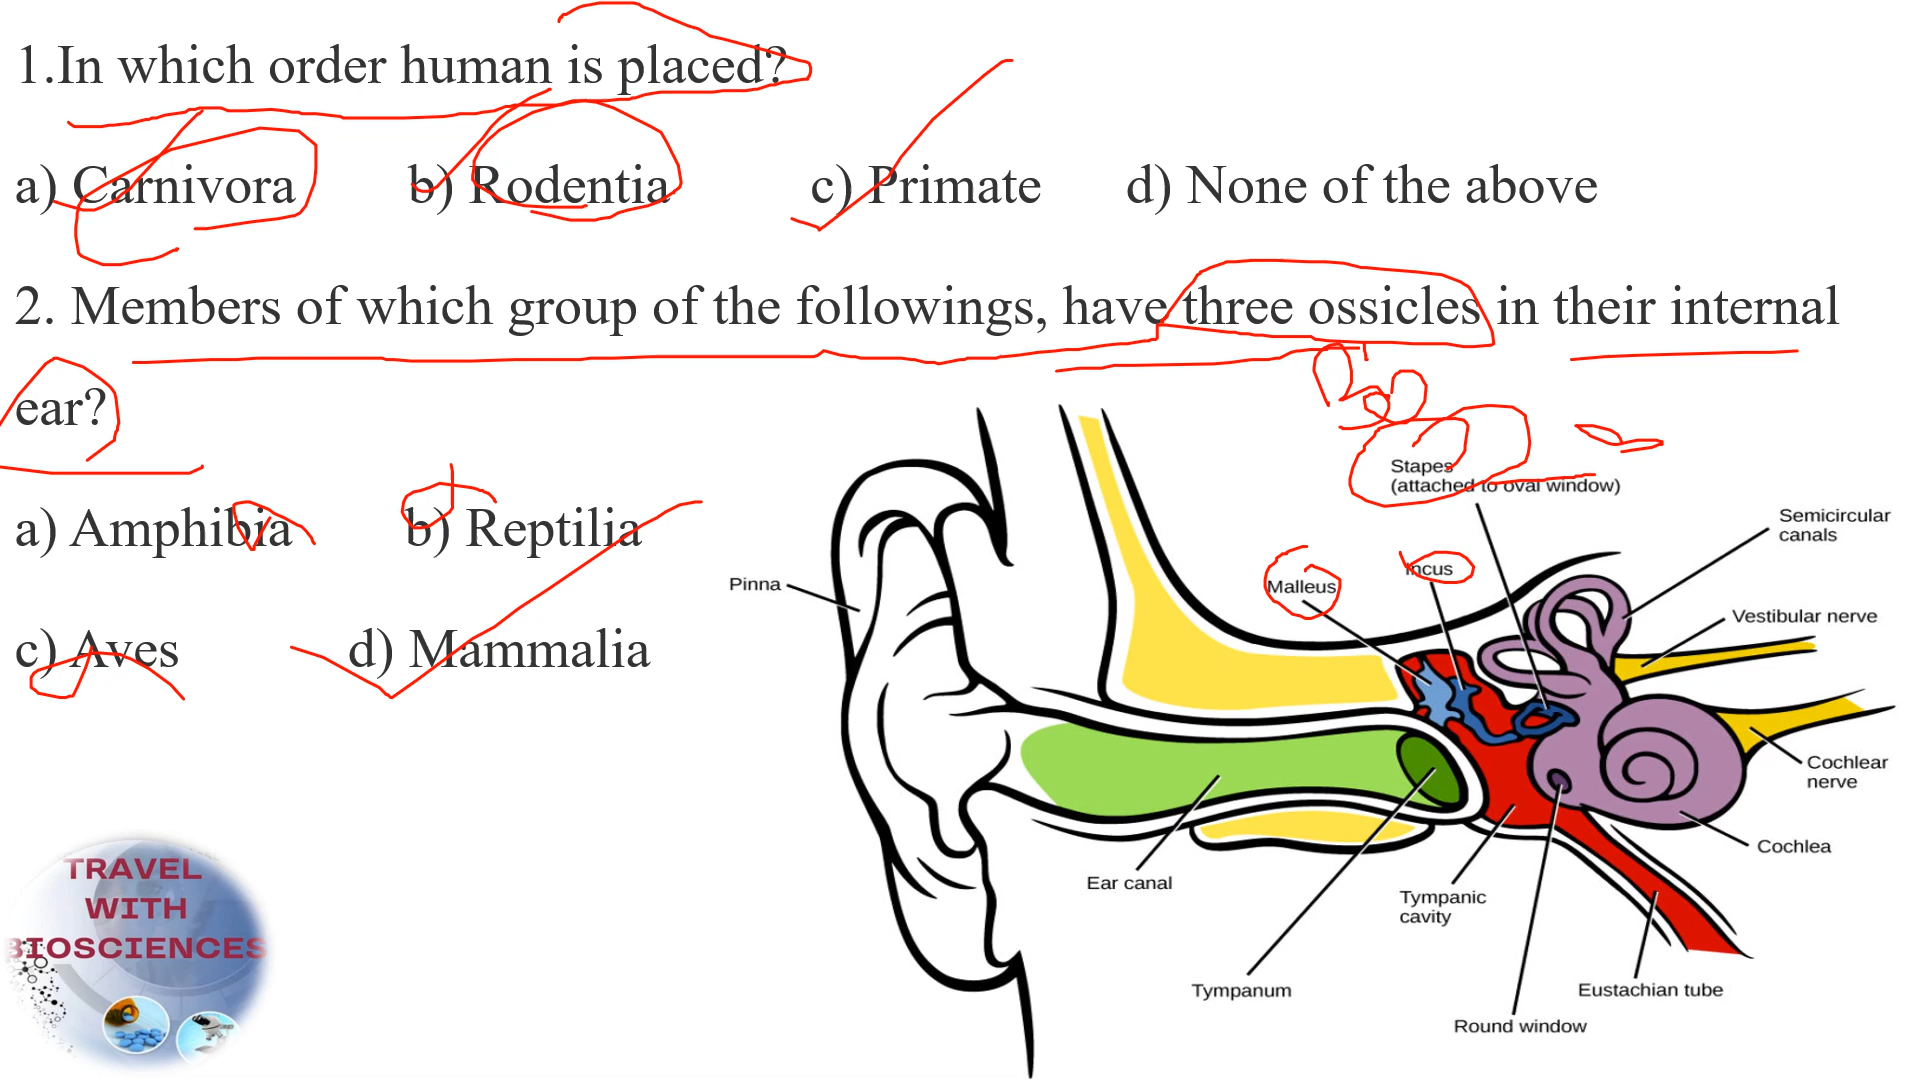 1.In which order human is placed?
a) Carnivora b) Rodentia c) Primate d) None of the above
2. Members of which group of the followings, have three ossicles in their internal
ear?
a) Amphibia b) Reptilia
c) Aves d) Mammalia
Stapes
(attached to oval window)
Semicircular
canals
Malleus
Incus
Pinna
Vestibular nerve
Cochlear
nerve
Cochlea
Ear canal
Tympanic
cavity
Tympanum
Eustachian tube
Round window
TRAVEL
WITH
BIOSCIENCES